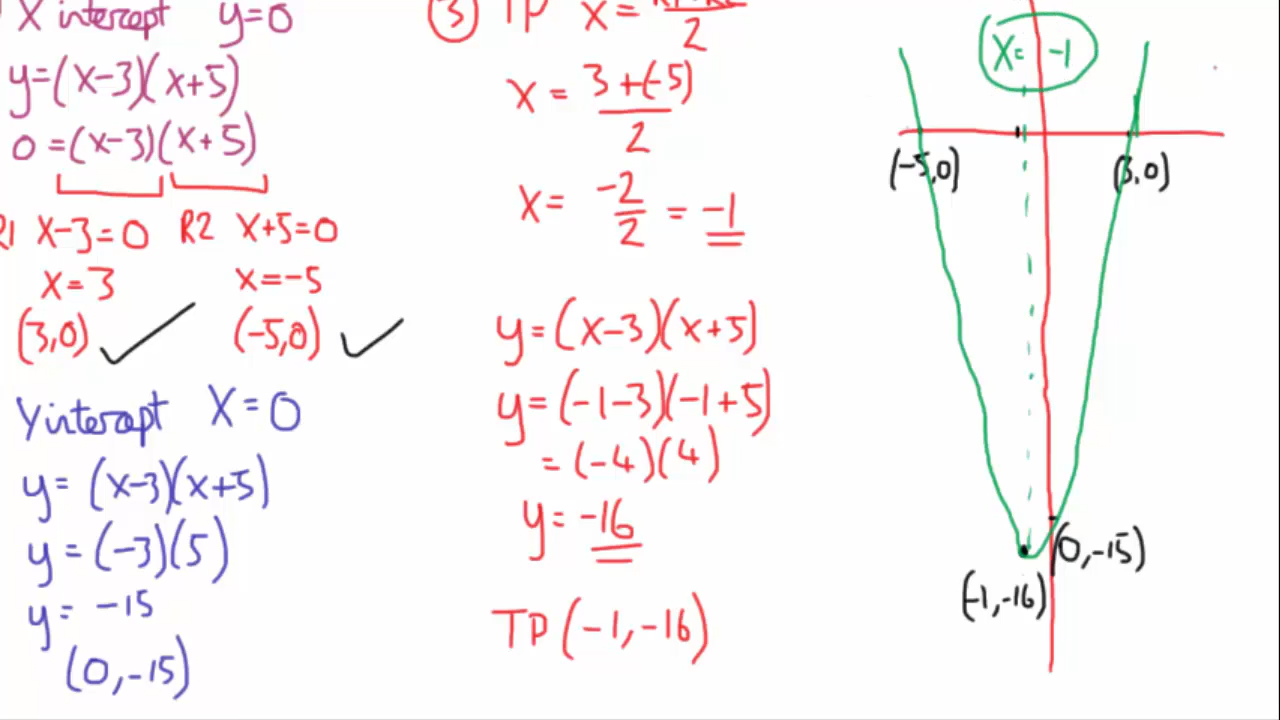 X intercept y=0
y=(x-3)(x+5)
0=(x-3)(x+5)
R1 x-3=0 R2 x+5=0
x=3 x=-5
(3,0) (-5,0)
Y intercept X=0
y=(x-3)(x+5)
y=(-3)(5)
y=-15
(0,-15)
③ TP x=
2
x= 3+(-5)
2
x= -2
2
= -1
y=(x-3)(x+5)
y=(-1-3)(-1+5)
=(-4)(4)
y=-16
TP (-1,-16)
X= -1
(-5,0) (3,0)
(0,-15)
(-1,-16)